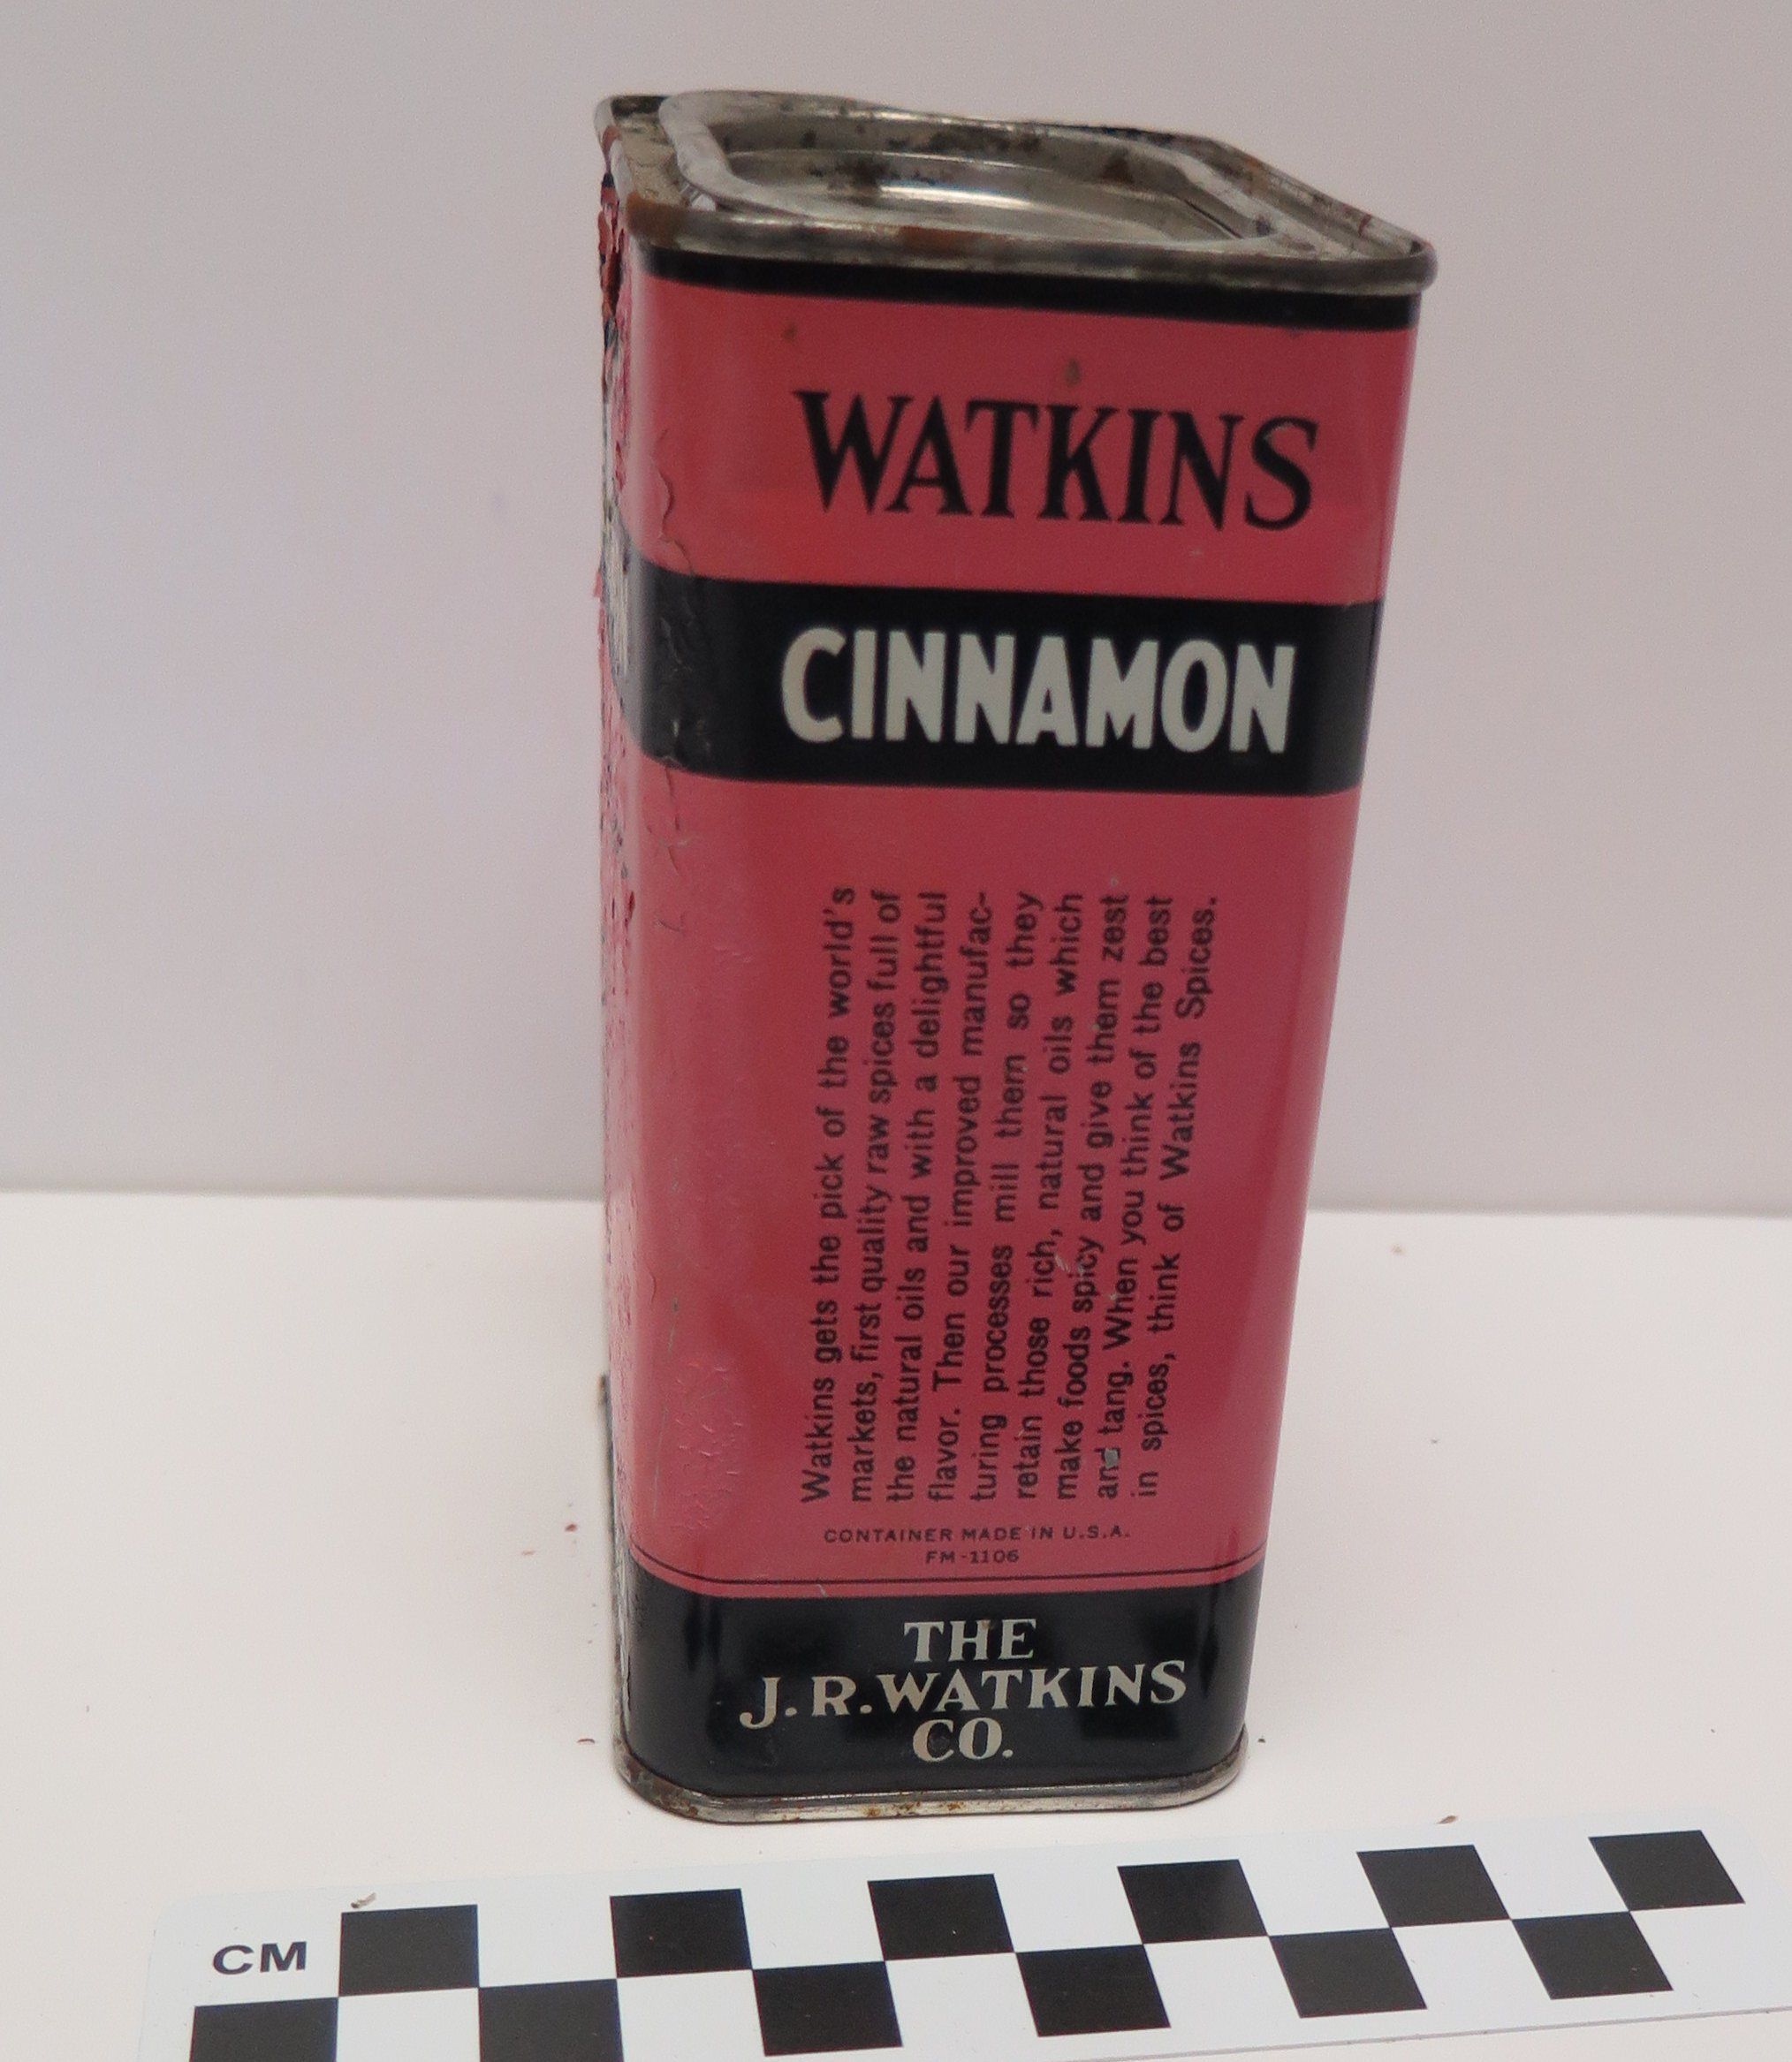 WATKINS
CINNAMON
Watkins gets the pick of the world's
markets, first quality raw spices full of
the natural oils and with a delightful
flavor. Then our improved manufac-
turing processes mill them so they
retain those rich, natural oils which
make foods spicy and give them zest
and tang. When you think of the best
in spices, think of Watkins Spices.
CONTAINER MADE IN U.S.A.
FM-1106
THE
J.R. WATKINS
CO.
CM